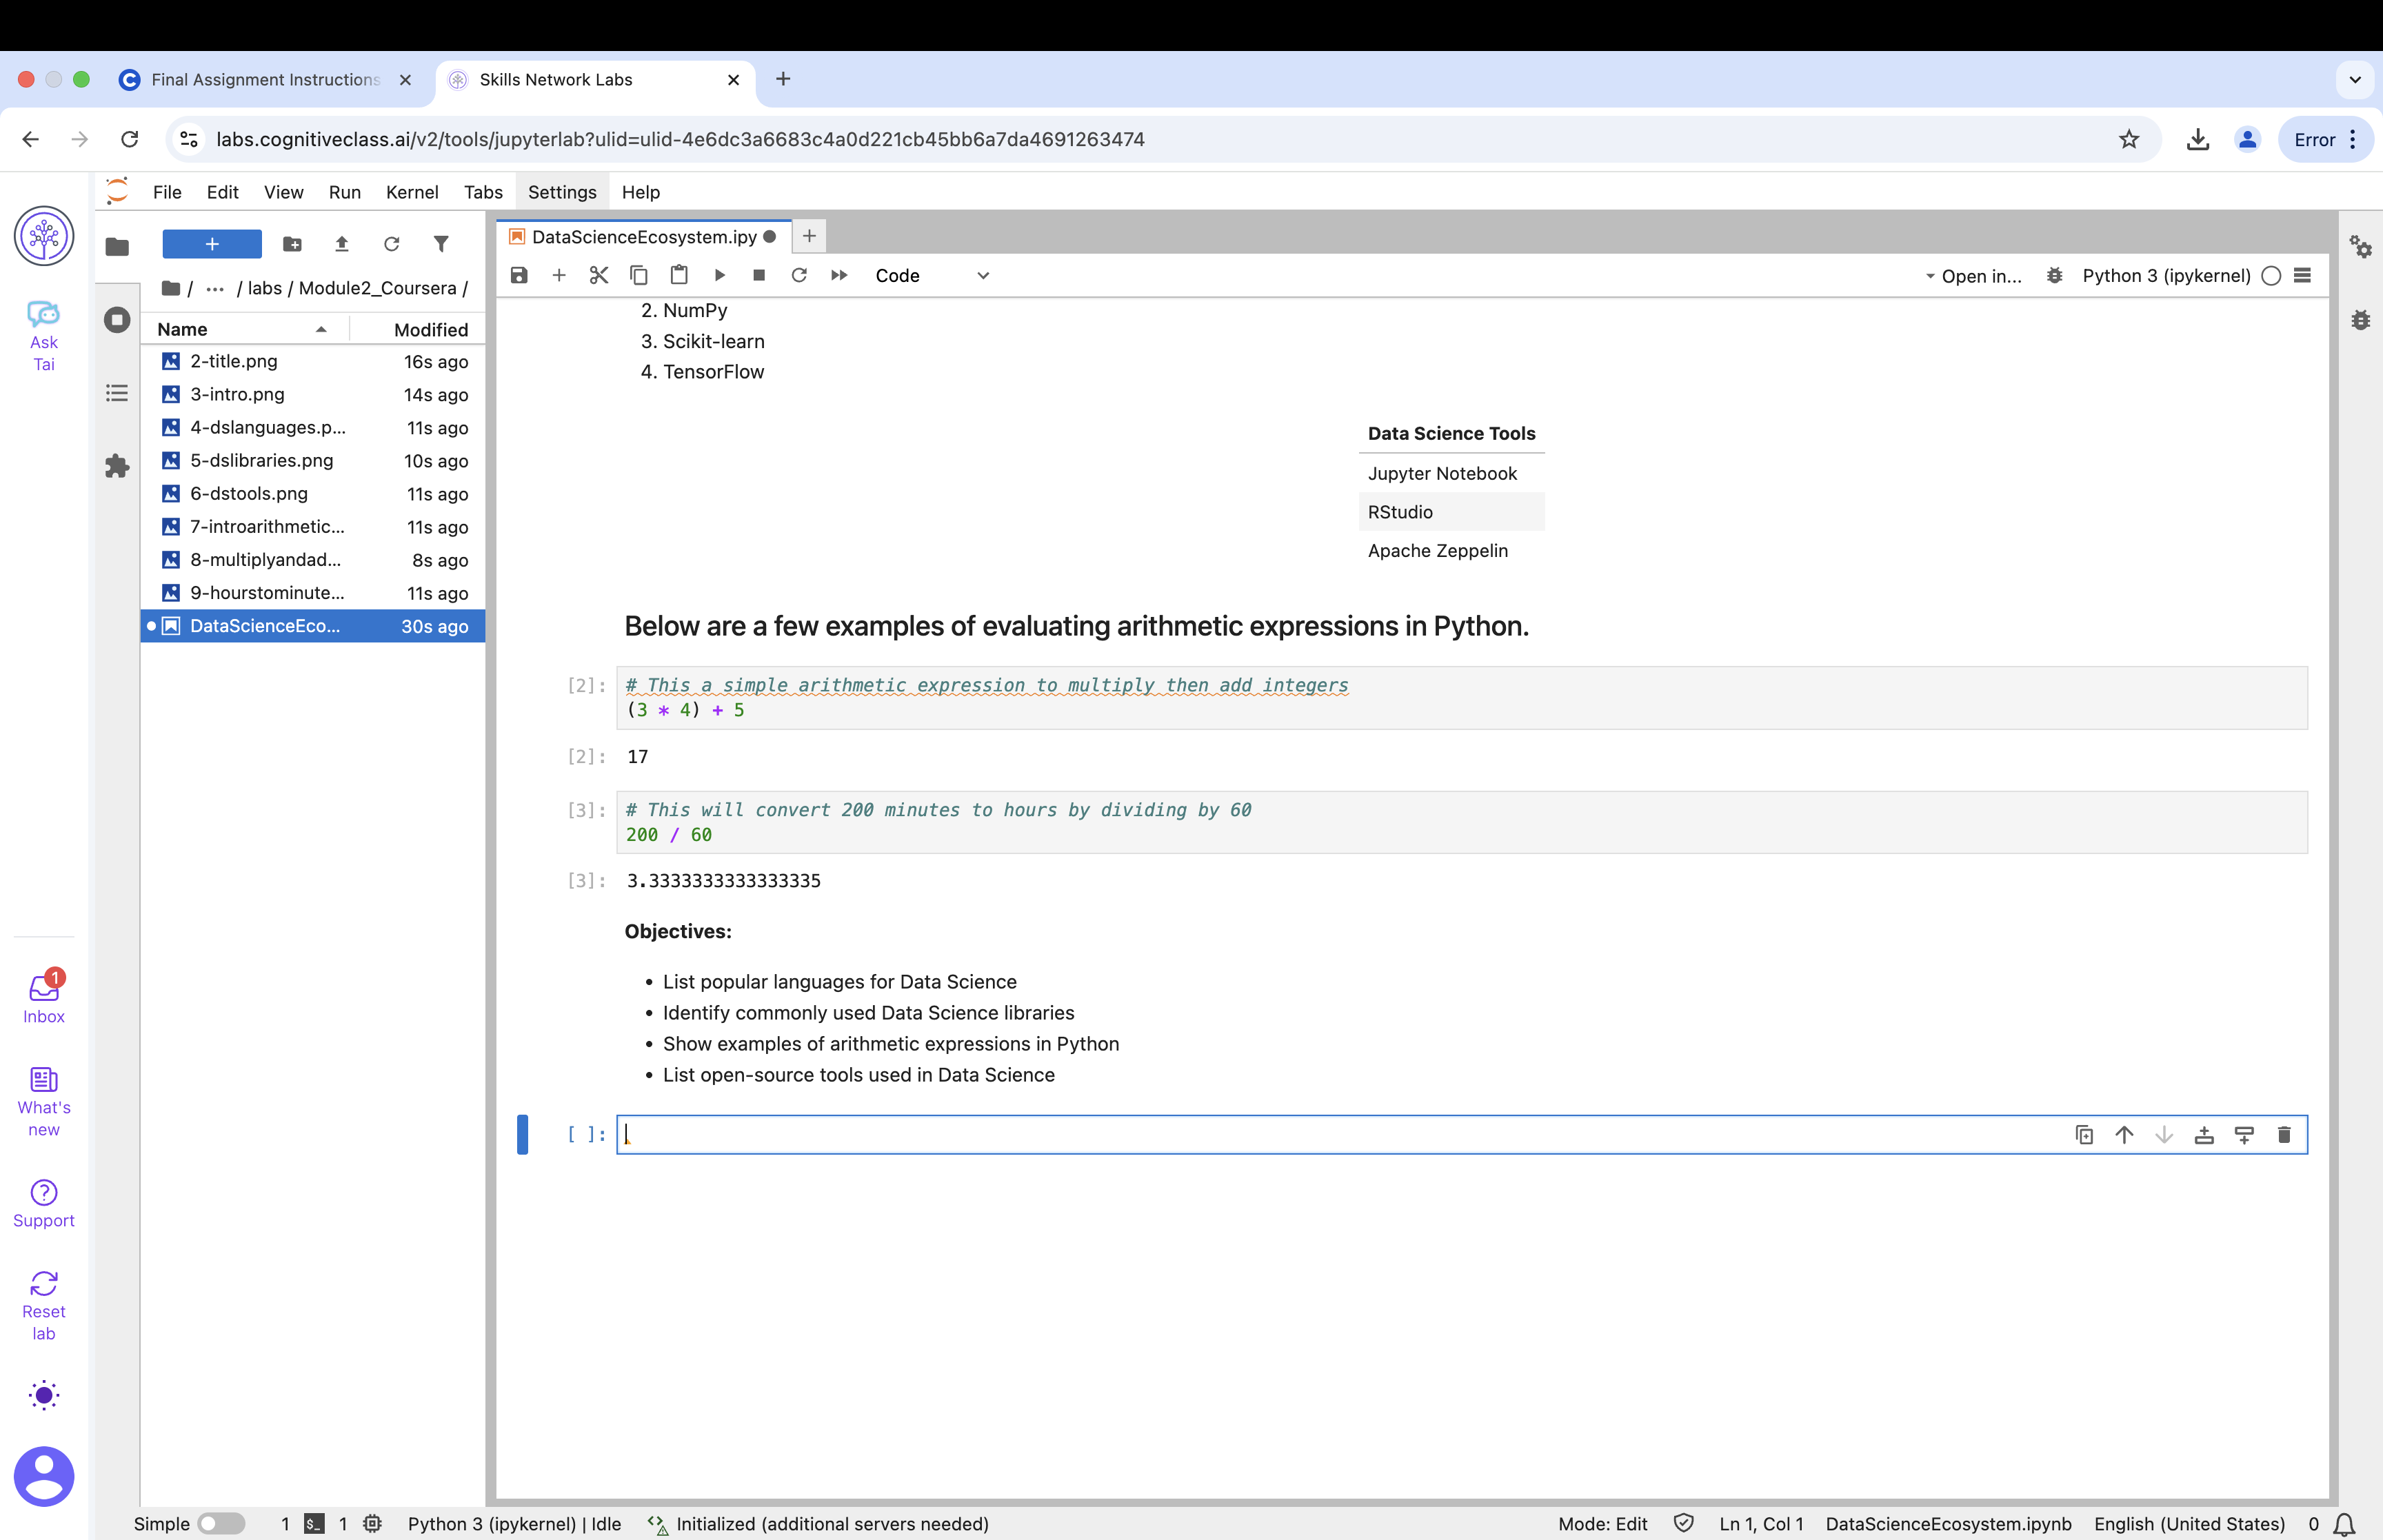 Final Assignment Instructions
Skills Network Labs
labs.cognitiveclass.ai/v2/tools/jupyterlab?ulid=ulid-4e6dc3a6683c4a0d221cb45bb6a7da4691263474
Error
File Edit View Run Kernel Tabs Settings Help
Ask
Tai
Inbox
1
What's
new
Support
Reset
lab
/ ... / labs / Module2_Coursera /
Name Modified
2-title.png 16s ago
3-intro.png 14s ago
4-dslanguages.p... 11s ago
5-dslibraries.png 10s ago
6-dstools.png 11s ago
7-introarithmetic... 11s ago
8-multiplyandad... 8s ago
9-hourstominute... 11s ago
DataScienceEco... 30s ago
DataScienceEcosystem.ipy
Code
Open in...
Python 3 (ipykernel)
2. NumPy
3. Scikit-learn
4. TensorFlow
Data Science Tools
Jupyter Notebook
RStudio
Apache Zeppelin
Below are a few examples of evaluating arithmetic expressions in Python.
[2]: # This a simple arithmetic expression to multiply then add integers
(3 * 4) + 5
[2]: 17
[3]: # This will convert 200 minutes to hours by dividing by 60
200 / 60
[3]: 3.3333333333333335
Objectives:
• List popular languages for Data Science
• Identify commonly used Data Science libraries
• Show examples of arithmetic expressions in Python
• List open-source tools used in Data Science
[ ]:
Simple 1 $_ 1 Python 3 (ipykernel) | Idle Initialized (additional servers needed) Mode: Edit Ln 1, Col 1 DataScienceEcosystem.ipynb English (United States) 0